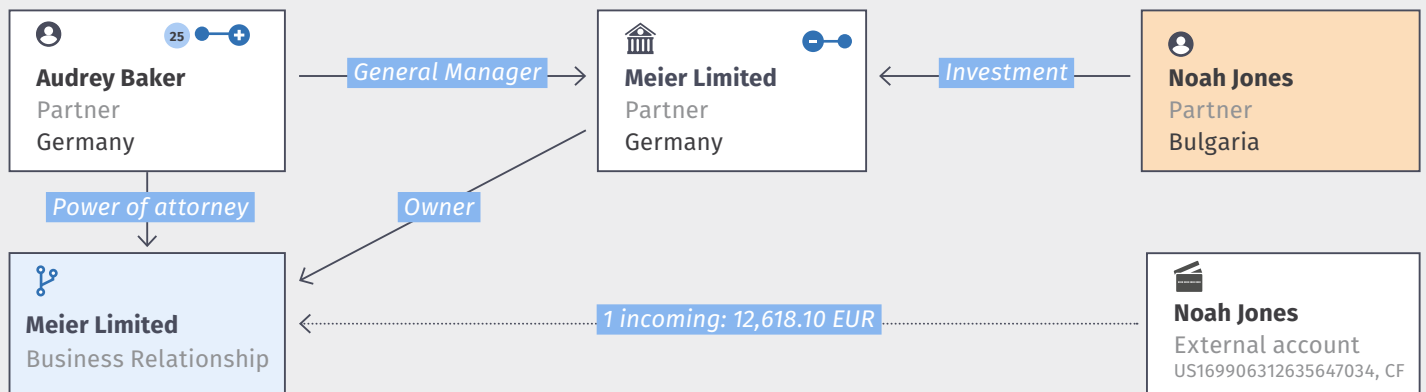 25
Audrey Baker
Partner
Germany
General Manager
Meier Limited
Partner
Germany
Investment
Noah Jones
Partner
Bulgaria
Power of attorney
Owner
Meier Limited
Business Relationship
1 incoming: 12,618.10 EUR
Noah Jones
External account
US169906312635647034, CF